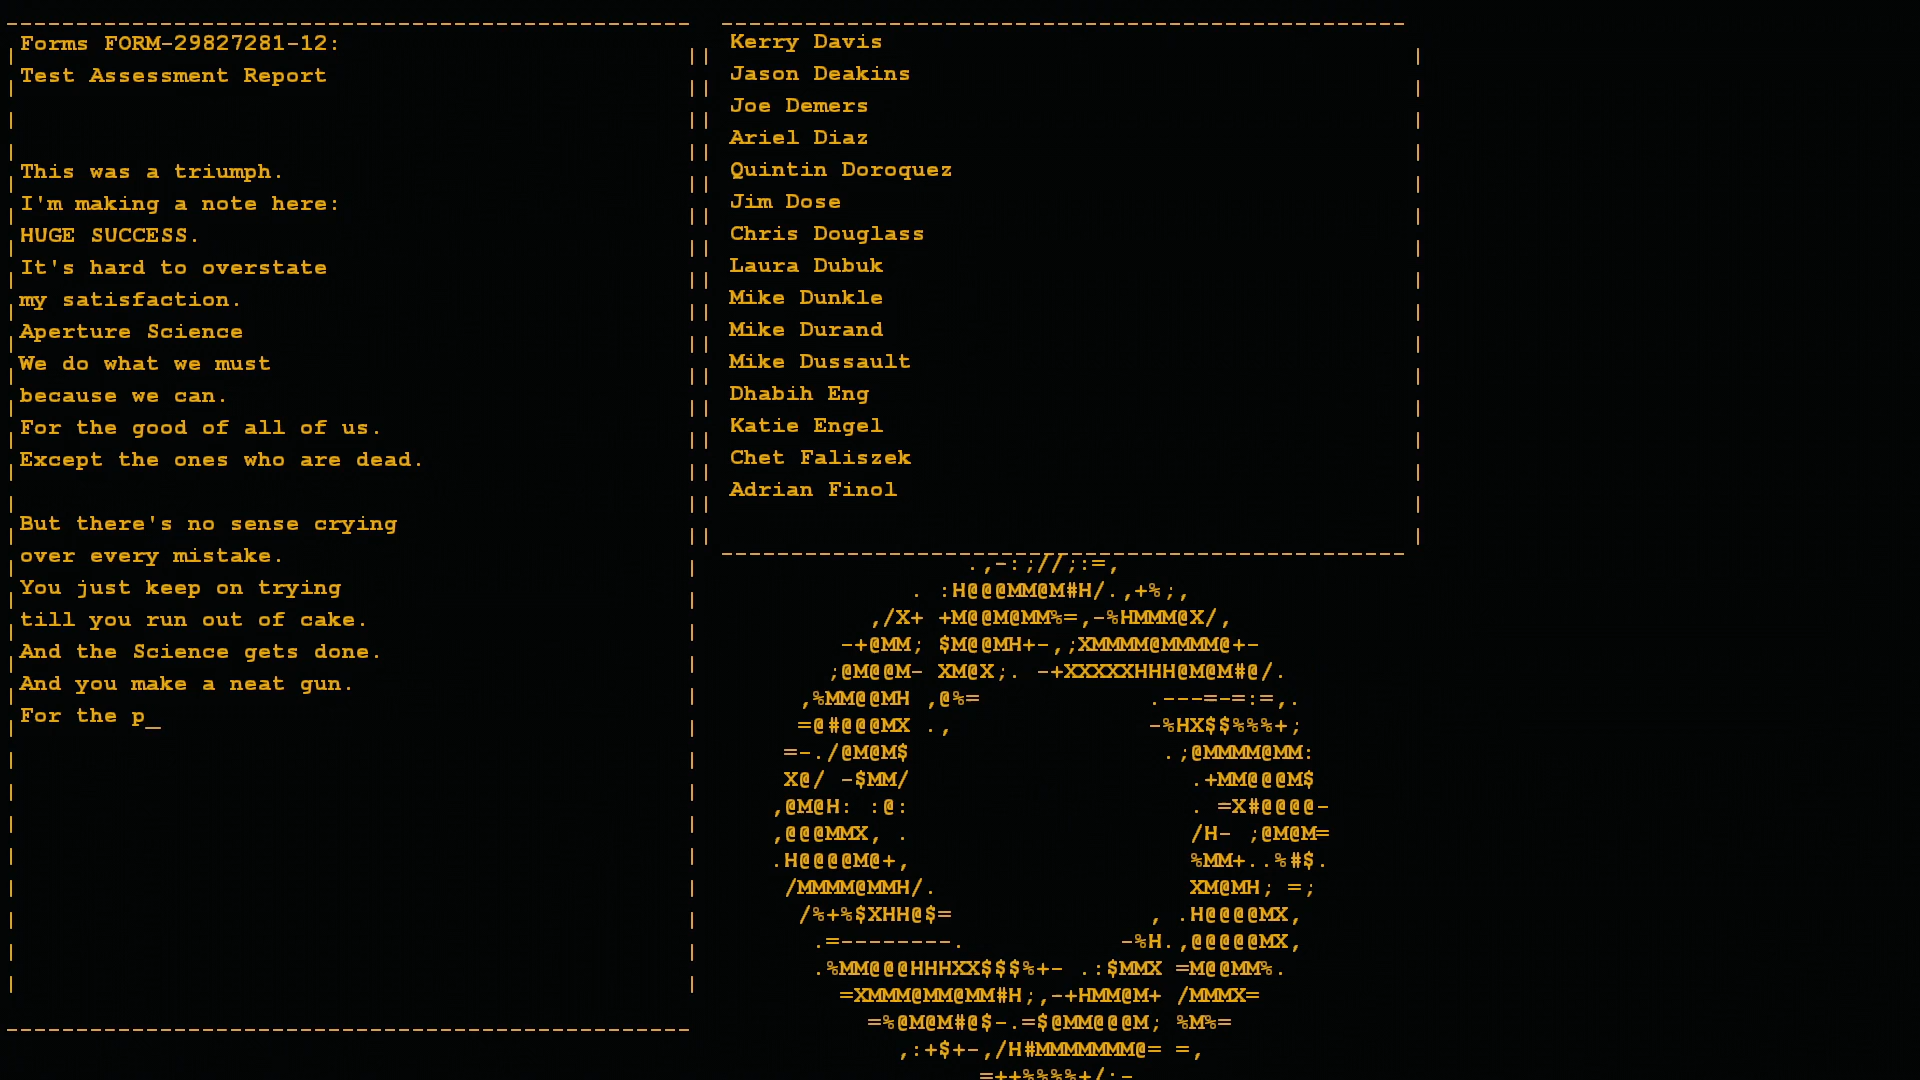 Forms FORM-29827281-12:
Test Assessment Report
This was a triumph.
I'm making a note here:
HUGE SUCCESS.
It's hard to overstate
my satisfaction.
Aperture Science
We do what we must
because we can.
For the good of all of us.
Except the ones who are dead.
But there's no sense crying
over every mistake.
You just keep on trying
till you run out of cake.
And the Science gets done.
And you make a neat gun.
For the p_
Kerry Davis
Jason Deakins
Joe Demers
Ariel Diaz
Quintin Doroquez
Jim Dose
Chris Douglass
Laura Dubuk
Mike Dunkle
Mike Durand
Mike Dussault
Dhabih Eng
Katie Engel
Chet Faliszek
Adrian Finol